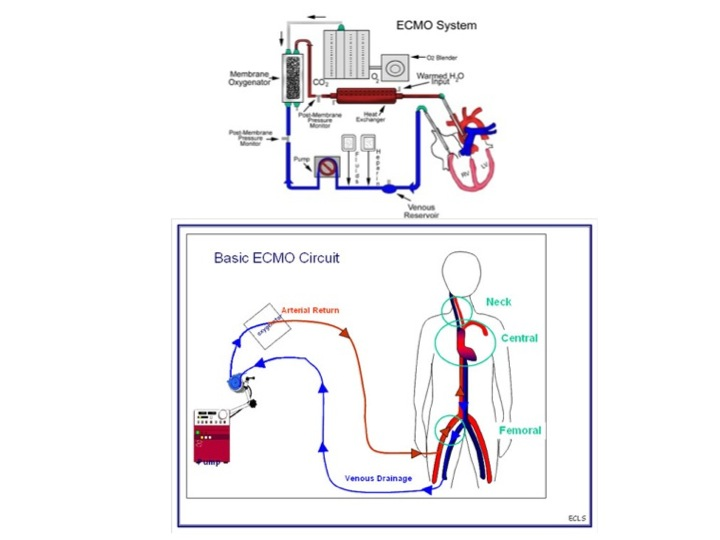 ECMO System
O₂ Blender
Membrane
Oxygenator
CO₂
O₂
Warmed H₂O
Input
Post-Membrane
Pressure
Monitor
Heat
Exchanger
Post-Membrane
Pressure
Monitor
Pump
Fluids
Heparin
RV
LV
Venous
Reservoir
Basic ECMO Circuit
Neck
Arterial Return
Central
Femoral
Pump
Venous Drainage
ECLS